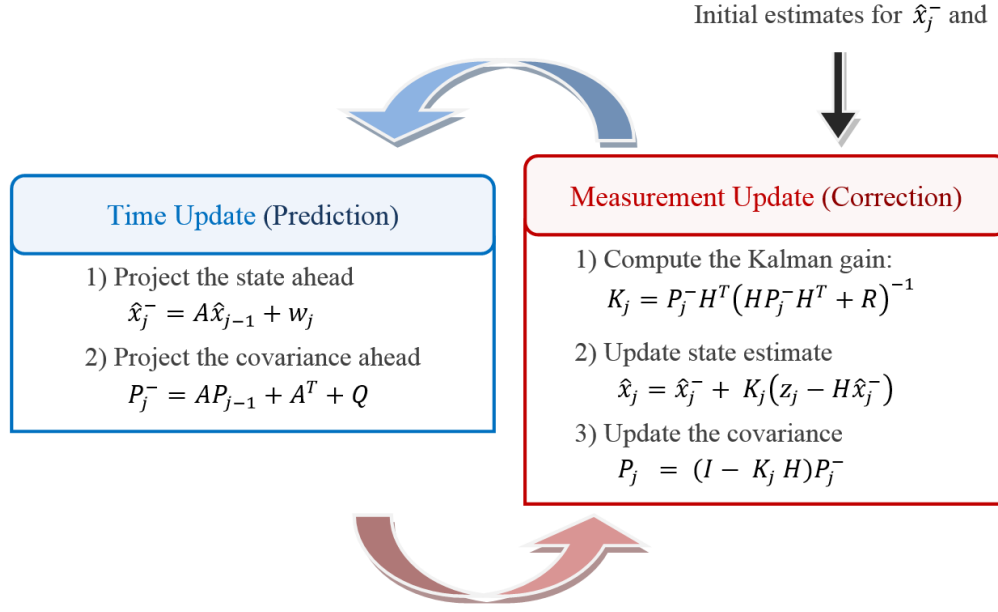 Initial estimates for x̂ⱼ⁻ and
Time Update (Prediction)
1) Project the state ahead
x̂ⱼ⁻ = Ax̂ⱼ₋₁ + wⱼ
2) Project the covariance ahead
Pⱼ⁻ = APⱼ₋₁ + Aᵀ + Q
Measurement Update (Correction)
1) Compute the Kalman gain:
Kⱼ = Pⱼ⁻Hᵀ(HPⱼ⁻Hᵀ + R)⁻¹
2) Update state estimate
x̂ⱼ = x̂ⱼ⁻ + Kⱼ(zⱼ − Hx̂ⱼ⁻)
3) Update the covariance
Pⱼ = (I − Kⱼ H)Pⱼ⁻